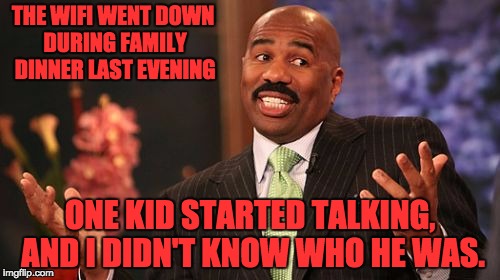 THE WIFI WENT DOWN
DURING FAMILY
DINNER LAST EVENING
ONE KID STARTED TALKING,
AND I DIDN'T KNOW WHO HE WAS.
imgflip.com